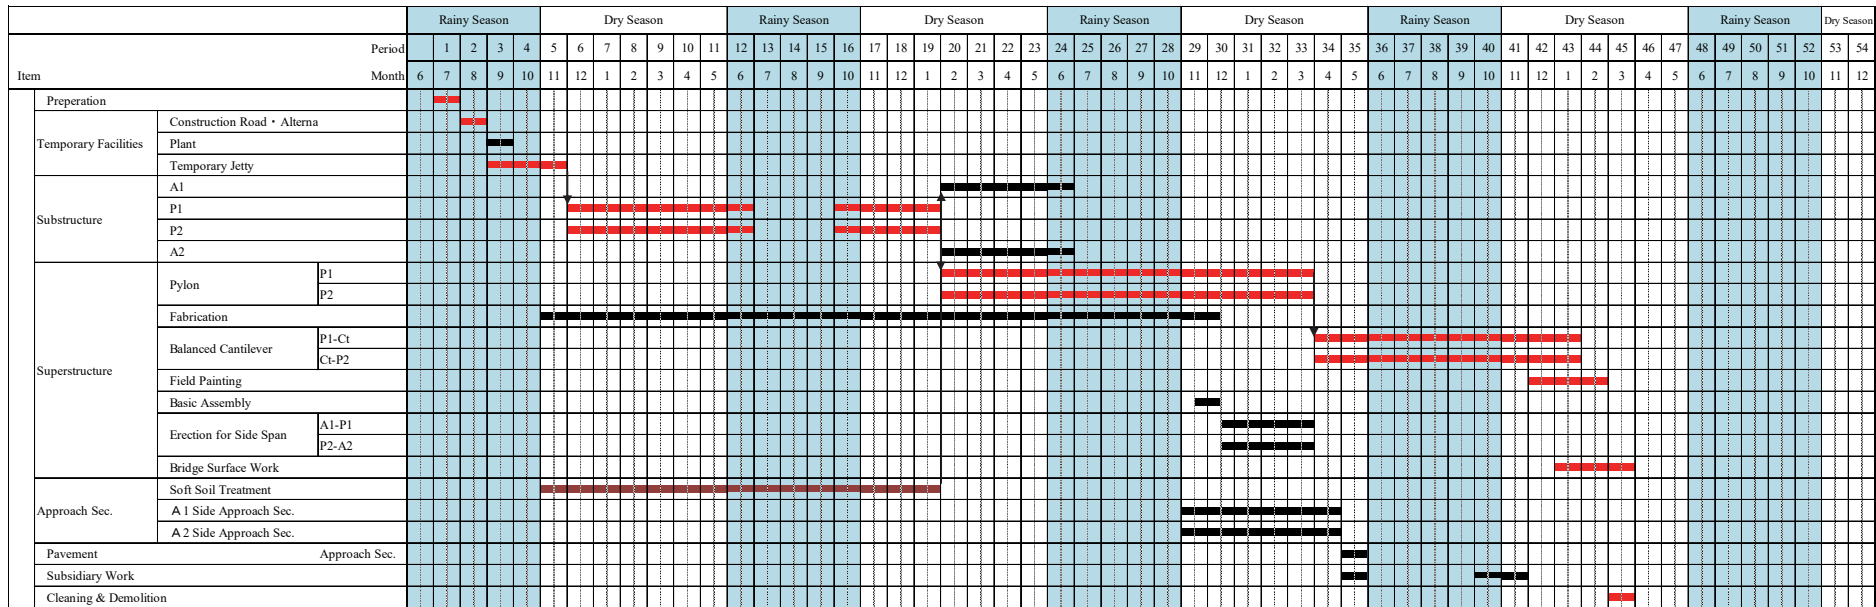 Rainy Season Dry Season Rainy Season Dry Season Rainy Season Dry Season Rainy Season Dry Season Rainy Season Dry Season
Period 1 2 3 4 5 6 7 8 9 10 11 12 13 14 15 16 17 18 19 20 21 22 23 24 25 26 27 28 29 30 31 32 33 34 35 36 37 38 39 40 41 42 43 44 45 46 47 48 49 50 51 52 53 54
Item Month 6 7 8 9 10 11 12 1 2 3 4 5 6 7 8 9 10 11 12 1 2 3 4 5 6 7 8 9 10 11 12 1 2 3 4 5 6 7 8 9 10 11 12 1 2 3 4 5 6 7 8 9 10 11 12
Preperation
Temporary Facilities
Construction Road・Alterna
Plant
Temporary Jetty
Substructure
A1
P1
P2
A2
Superstructure
Pylon
P1
P2
Fabrication
Balanced Cantilever
P1-Ct
Ct-P2
Field Painting
Basic Assembly
Erection for Side Span
A1-P1
P2-A2
Bridge Surface Work
Approach Sec.
Soft Soil Treatment
A1 Side Approach Sec.
A2 Side Approach Sec.
Pavement Approach Sec.
Subsidiary Work
Cleaning & Demolition